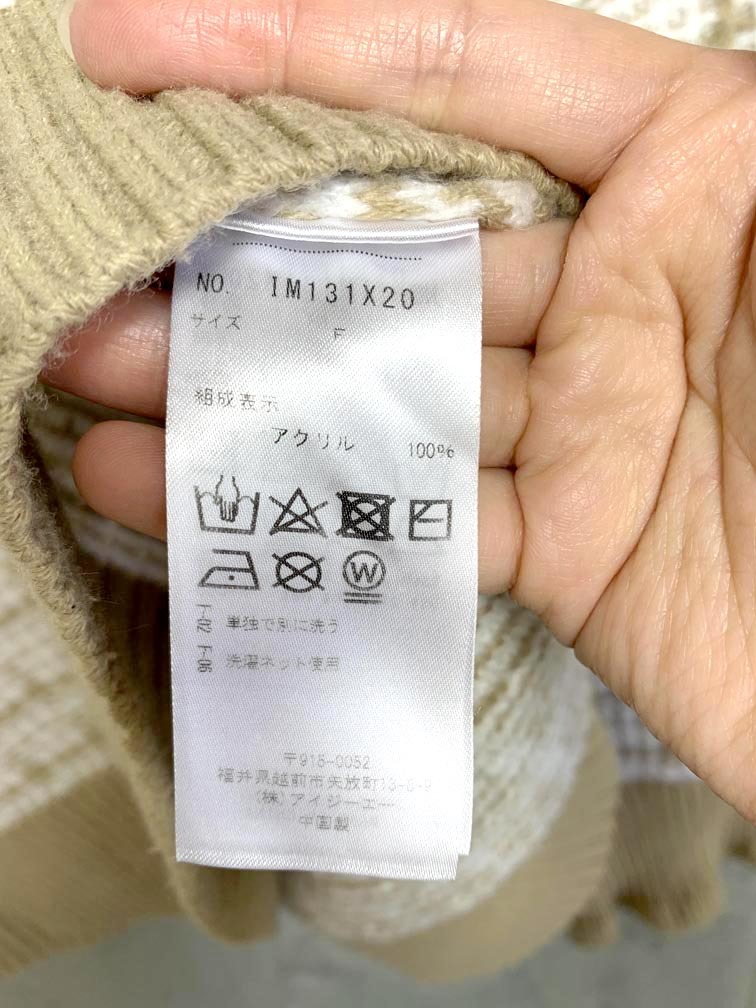 NO. IM131X20
サイズ F
組成表示
アクリル 100%
W
単独で別に洗う
洗濯ネット使用
〒915-0052
福井県越前市矢放町13-8-9
(株)アイジーエー
中国製